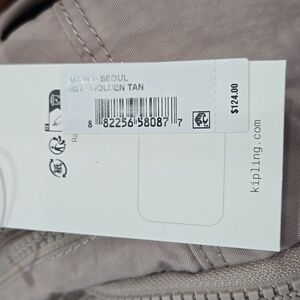 SEOUL
GOLDEN TAN
8 82256 58087 7
$124.00
kipling.com